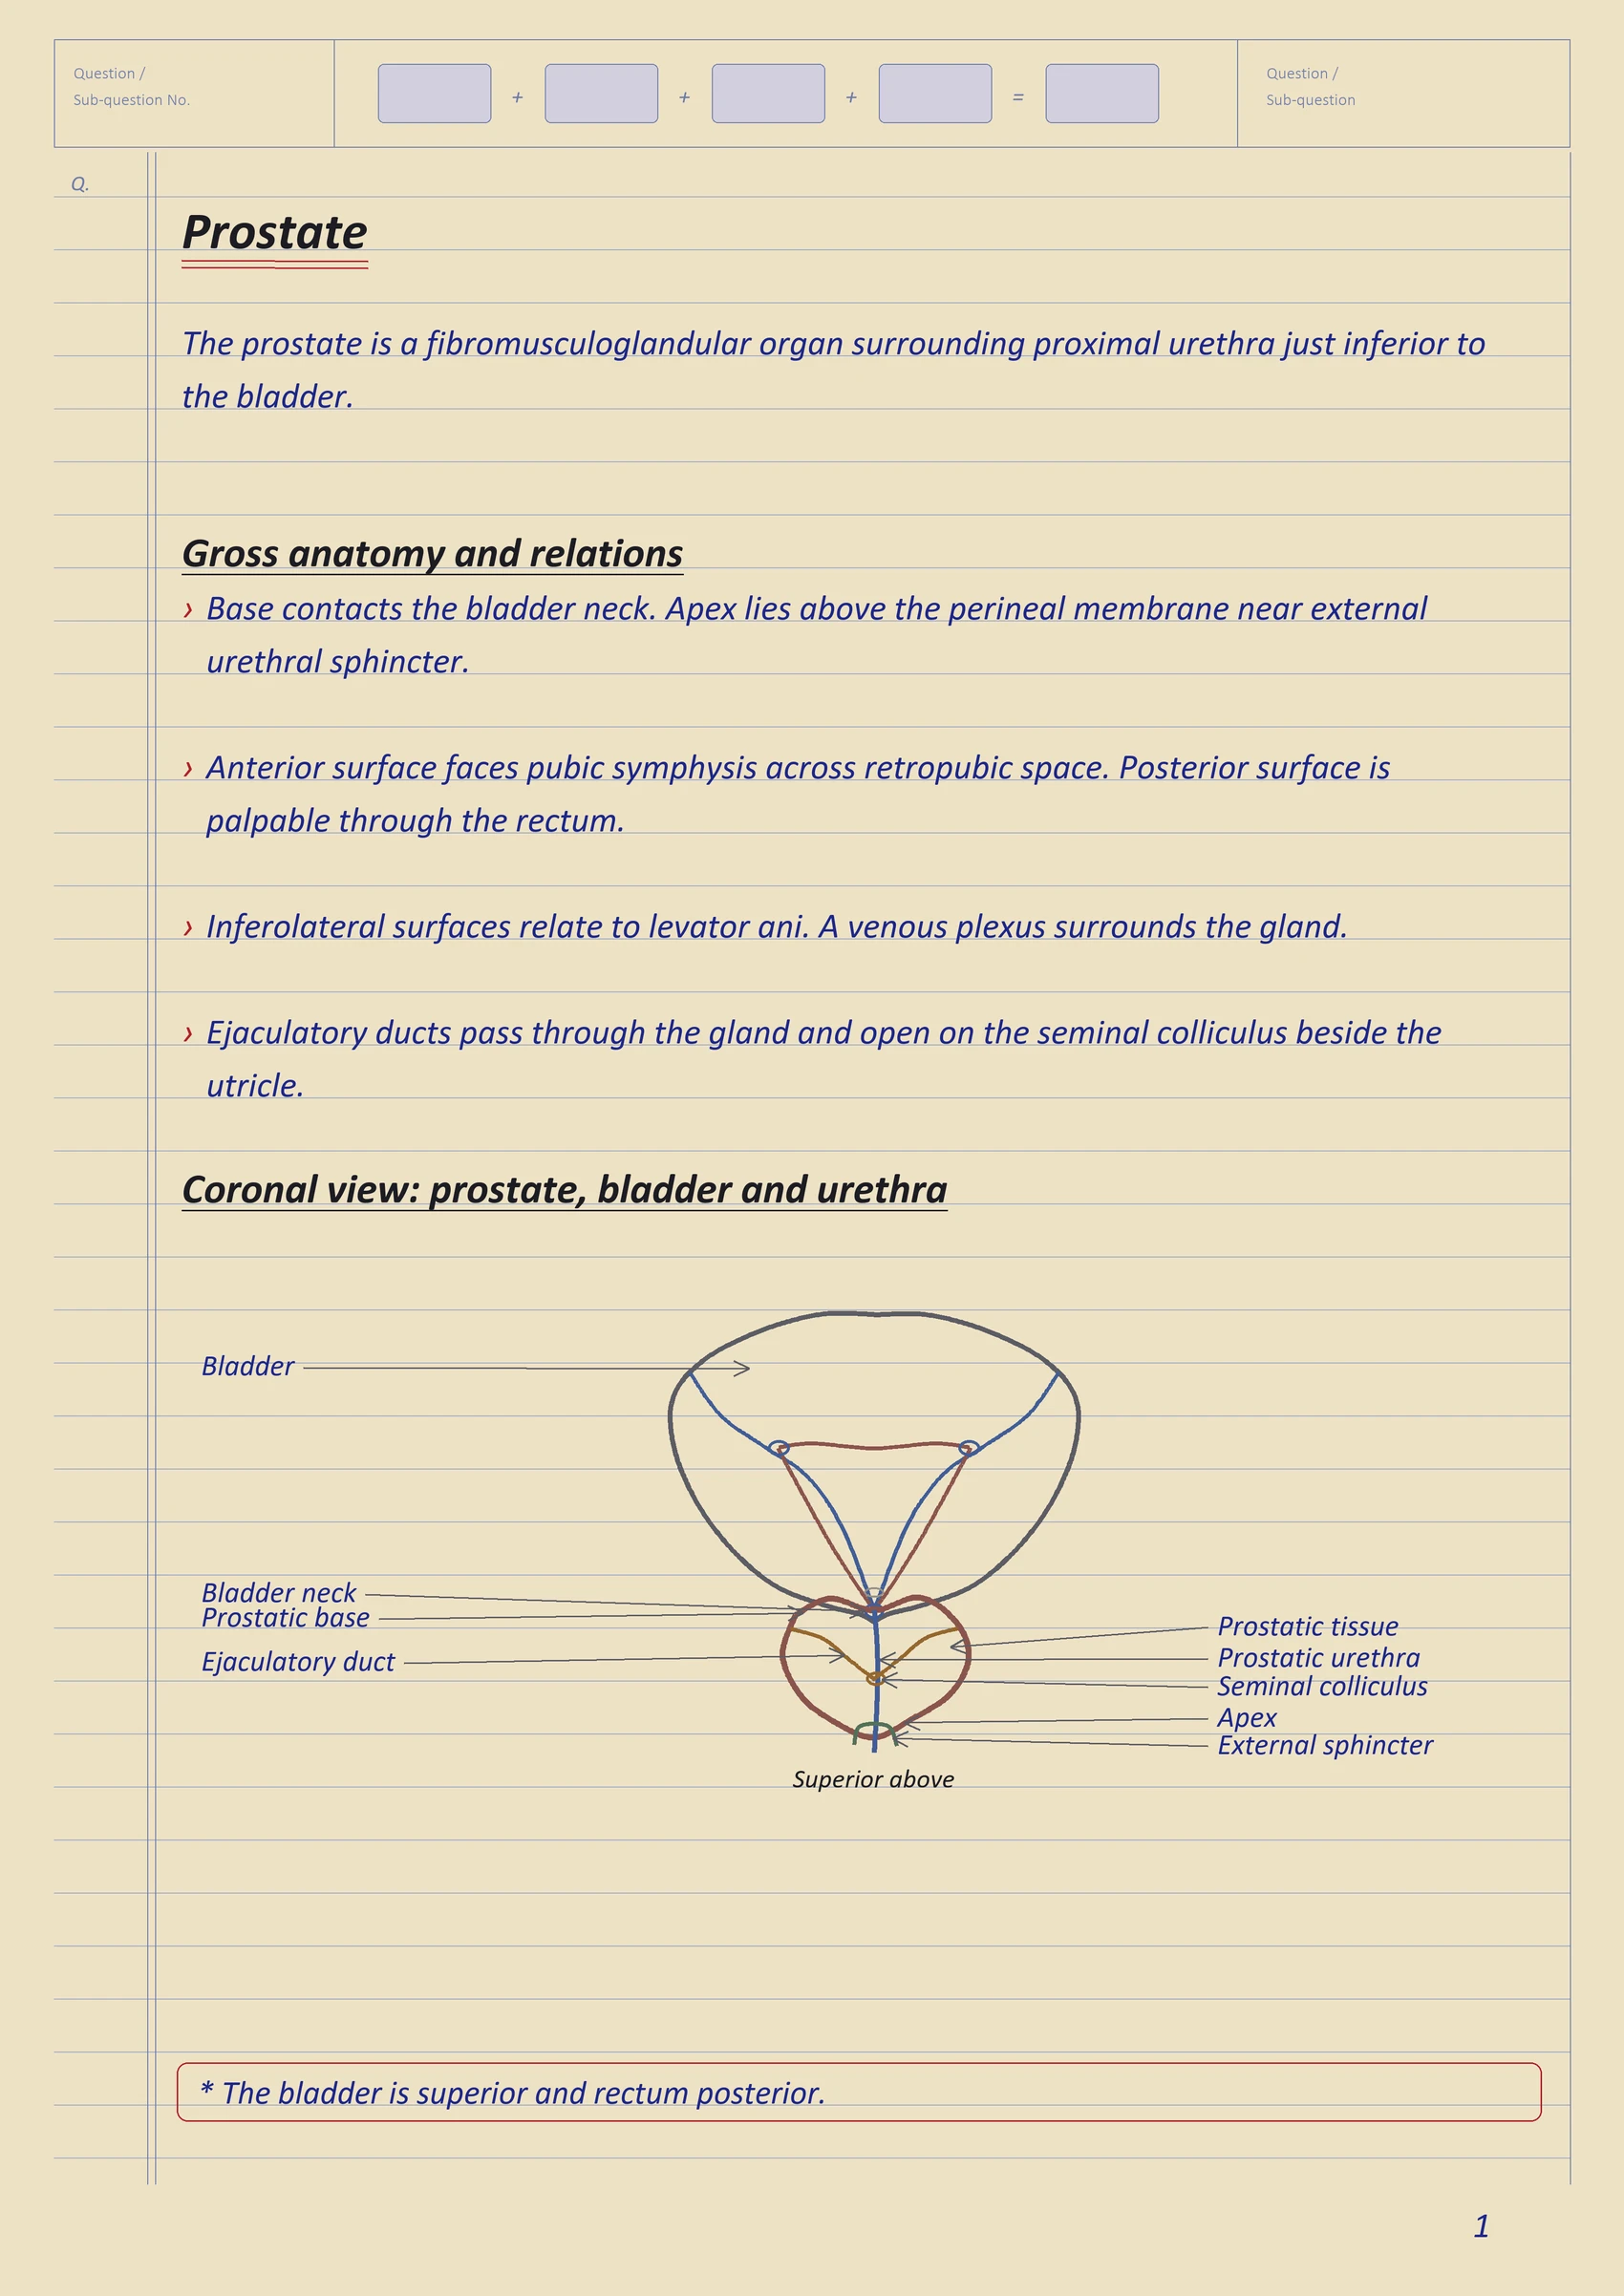 Question /
Sub-question No.
+ + + =
Question /
Sub-question
Q.
Prostate
The prostate is a fibromusculoglandular organ surrounding proximal urethra just inferior to
the bladder.
Gross anatomy and relations
› Base contacts the bladder neck. Apex lies above the perineal membrane near external
urethral sphincter.
› Anterior surface faces pubic symphysis across retropubic space. Posterior surface is
palpable through the rectum.
› Inferolateral surfaces relate to levator ani. A venous plexus surrounds the gland.
› Ejaculatory ducts pass through the gland and open on the seminal colliculus beside the
utricle.
Coronal view: prostate, bladder and urethra
Bladder
Bladder neck
Prostatic base
Ejaculatory duct
Prostatic tissue
Prostatic urethra
Seminal colliculus
Apex
External sphincter
Superior above
* The bladder is superior and rectum posterior.
1